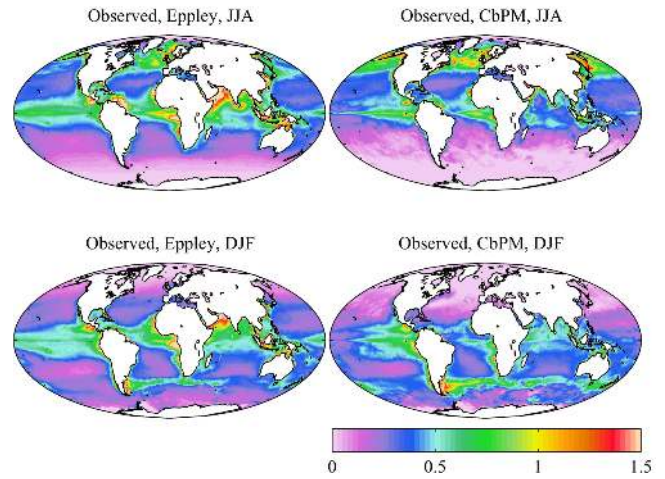 Observed, Eppley, JJA
Observed, CbPM, JJA
Observed, Eppley, DJF
Observed, CbPM, DJF
0 0.5 1 1.5